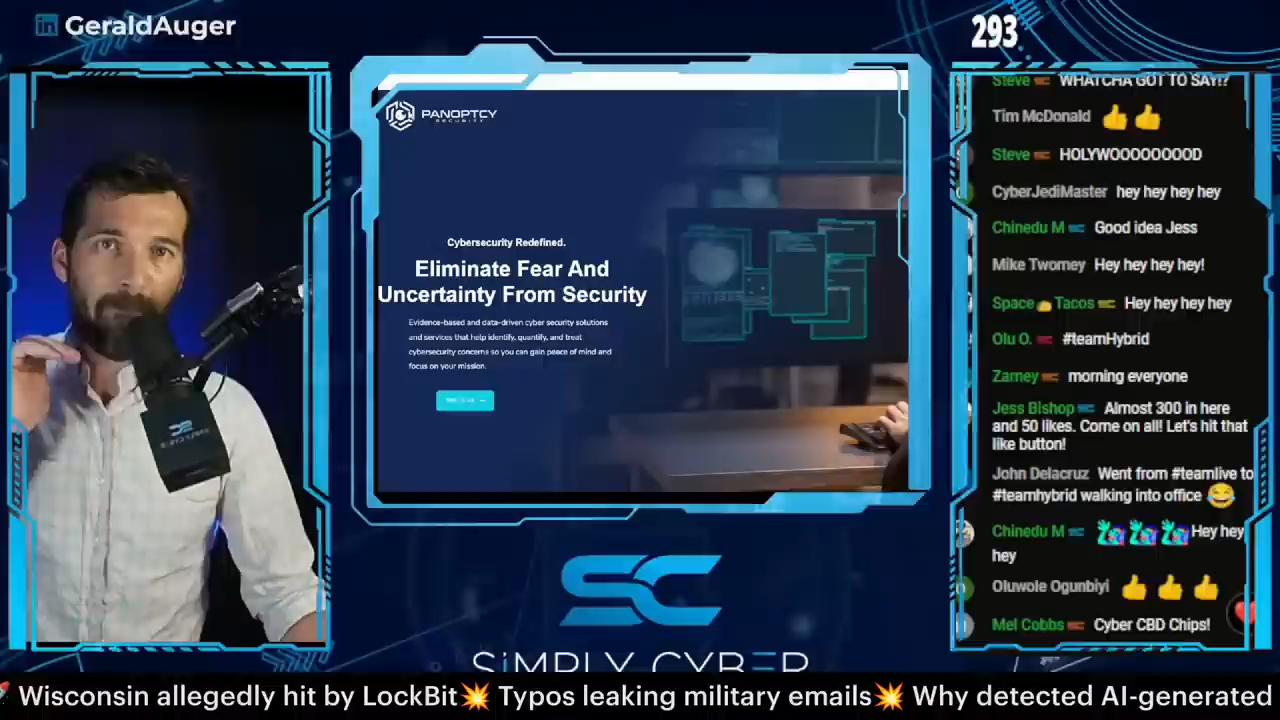 GeraldAuger
293
PANOPTCY
SECURITY
Cybersecurity Redefined.
Eliminate Fear And
Uncertainty From Security
Evidence-based and data-driven cyber security solutions
and services that help identify, quantify, and treat
cybersecurity concerns so you can gain peace of mind and
focus on your mission.
Steve WHATCHA GOT TO SAY!?
Tim McDonald 👍👍
Steve HOLYWOOOOOOOOD
CyberJediMaster hey hey hey hey
Chinedu M Good idea Jess
Mike Twomey Hey hey hey hey!
Space🌮Tacos Hey hey hey hey
Olu O. #teamHybrid
Zarney morning everyone
Jess Bishop Almost 300 in here
and 50 likes. Come on all! Let's hit that
like button!
John Delacruz Went from #teamlive to
#teamhybrid walking into office 😂
Chinedu M Hey hey
hey
Oluwole Ogunbiyi 👍👍👍
Mel Cobbs Cyber CBD Chips!
SC
SiMPLY CYBER
Wisconsin allegedly hit by LockBit💥 Typos leaking military emails💥 Why detected AI-generated